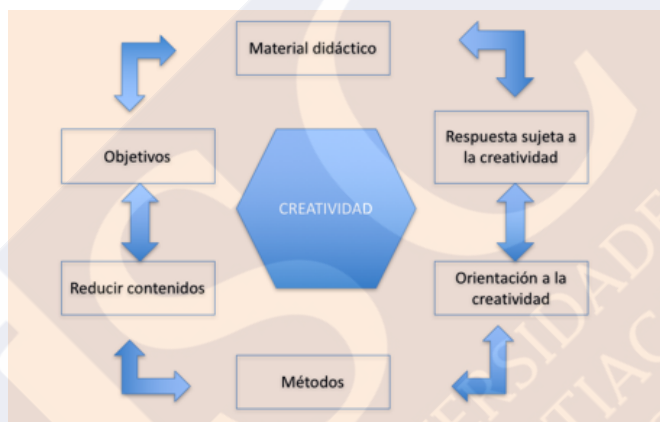 Material didáctico
Objetivos
Respuesta sujeta a
la creatividad
CREATIVIDAD
Reducir contenidos
Orientación a la
creatividad
Métodos